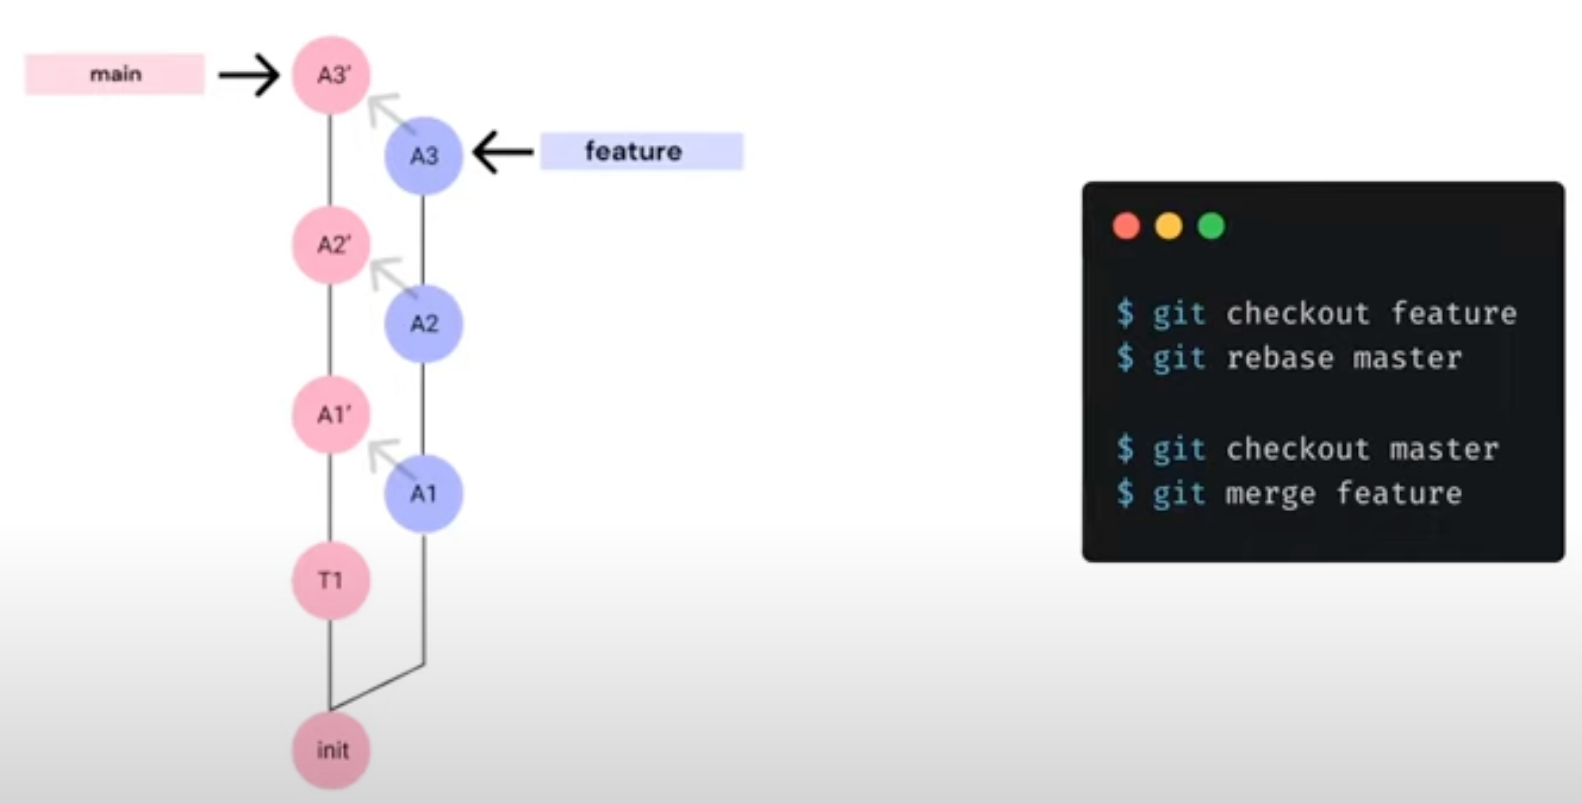 main
A3’
A3
feature
A2’
A2
A1’
A1
T1
init
$ git checkout feature
$ git rebase master
$ git checkout master
$ git merge feature